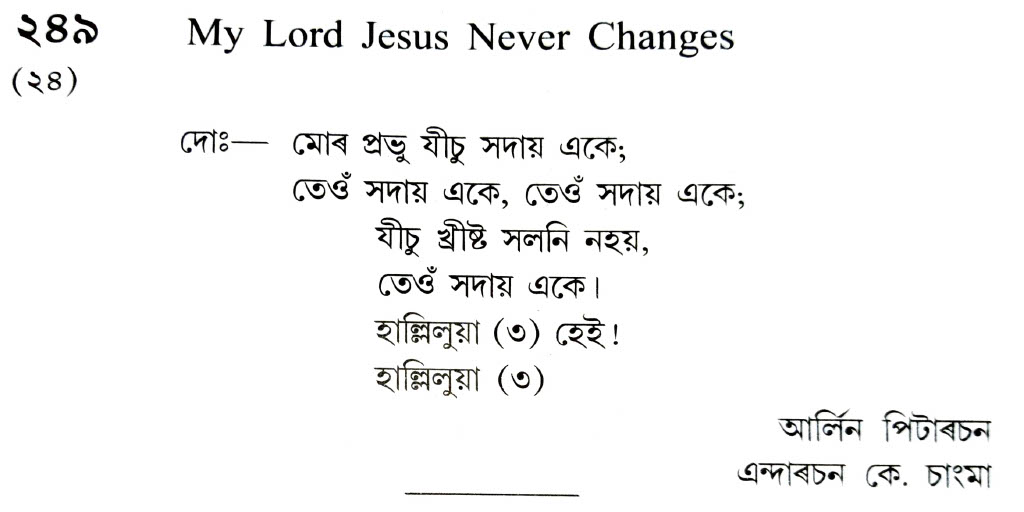 ২৪৯ My Lord Jesus Never Changes
(২৪)
দোঃ— মোৰ প্ৰভু যীচু সদায় একে;
তেওঁ সদায় একে, তেওঁ সদায় একে;
যীচু খ্ৰীষ্ট সলনি নহয়,
তেওঁ সদায় একে।
হাল্লিলুয়া (৩) হেই!
হাল্লিলুয়া (৩)
আৰ্লিন পিটাৰচন
এন্দাৰচন কে. চাংমা